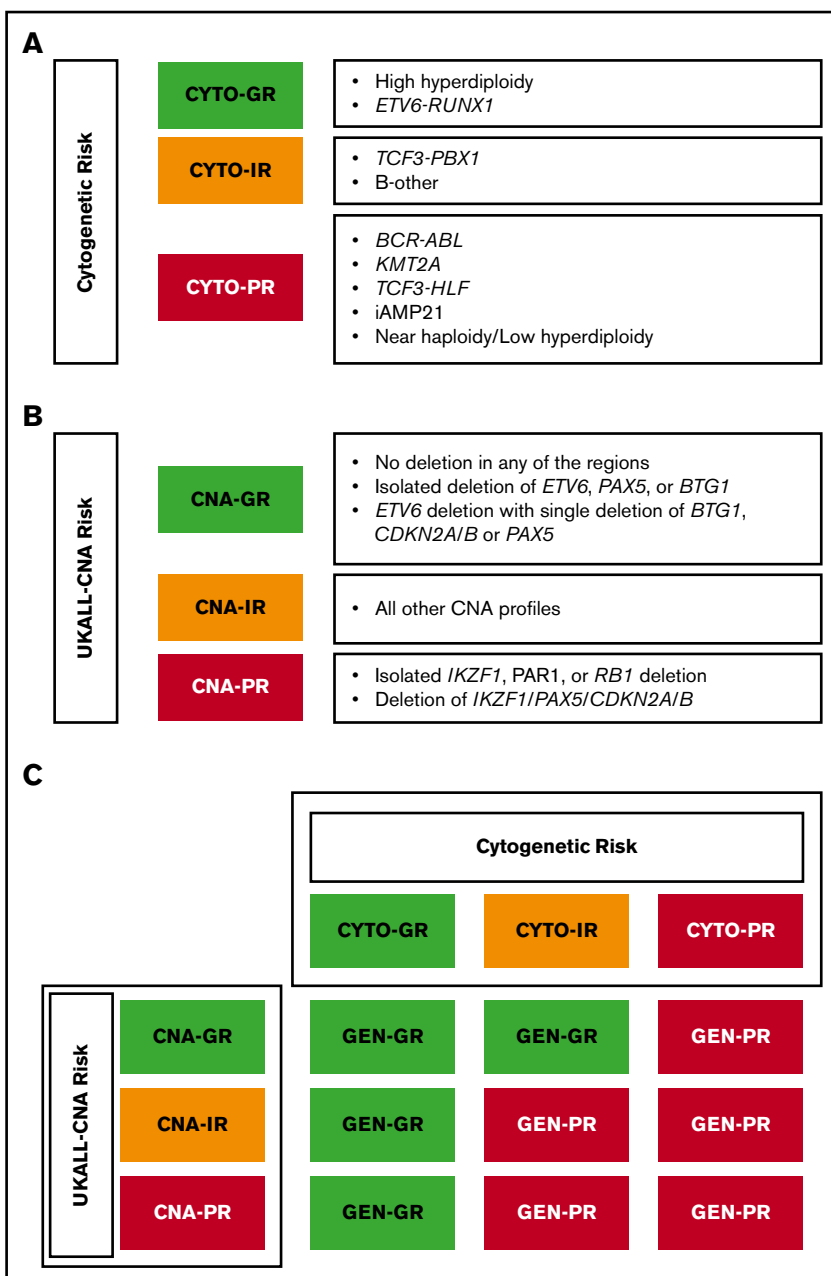 A
Cytogenetic Risk
CYTO-GR
• High hyperdiploidy
• ETV6-RUNX1
CYTO-IR
• TCF3-PBX1
• B-other
CYTO-PR
• BCR-ABL
• KMT2A
• TCF3-HLF
• iAMP21
• Near haploidy/Low hyperdiploidy
B
UKALL-CNA Risk
CNA-GR
• No deletion in any of the regions
• Isolated deletion of ETV6, PAX5, or BTG1
• ETV6 deletion with single deletion of BTG1,
CDKN2A/B or PAX5
CNA-IR
• All other CNA profiles
CNA-PR
• Isolated IKZF1, PAR1, or RB1 deletion
• Deletion of IKZF1/PAX5/CDKN2A/B
C
Cytogenetic Risk
CYTO-GR CYTO-IR CYTO-PR
UKALL-CNA Risk
CNA-GR GEN-GR GEN-GR GEN-PR
CNA-IR GEN-GR GEN-PR GEN-PR
CNA-PR GEN-GR GEN-PR GEN-PR